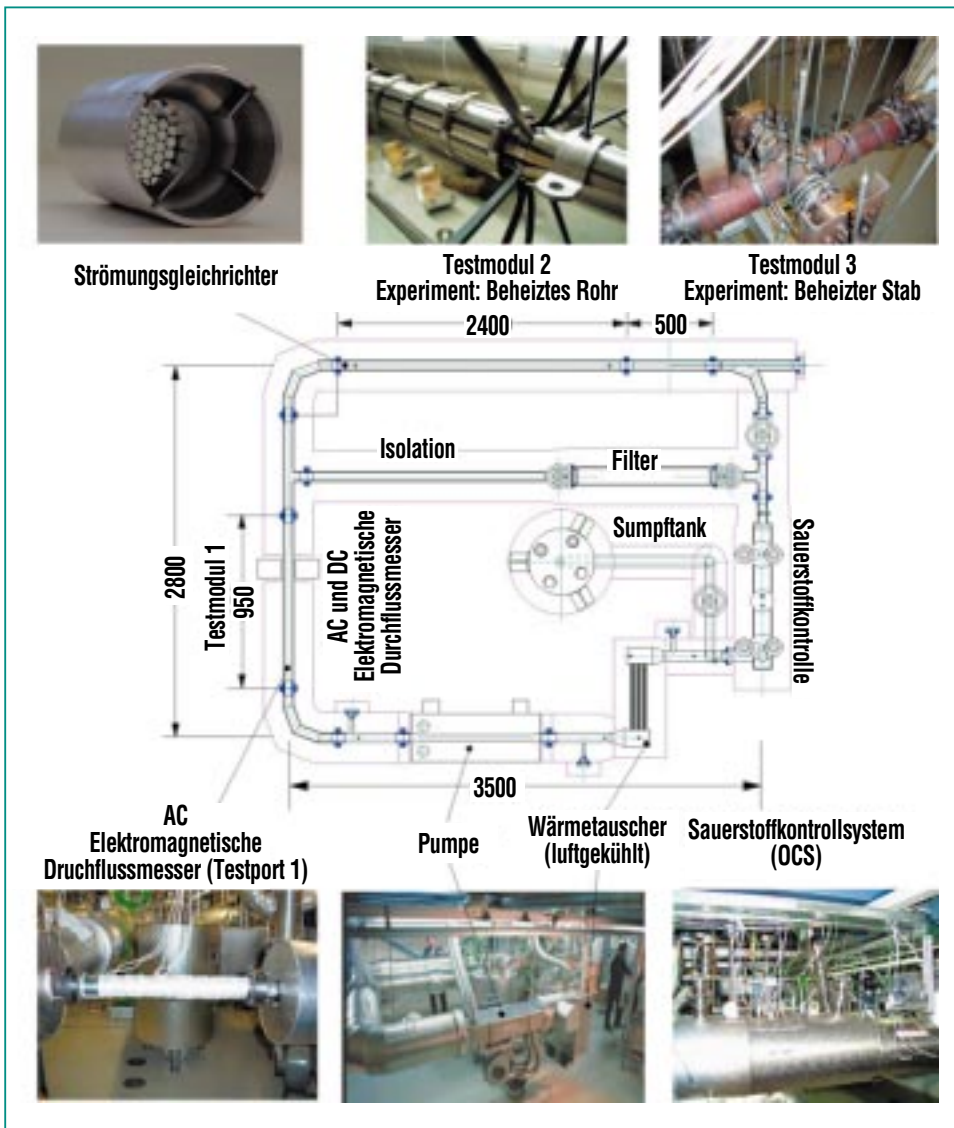 Strömungsgleichrichter
Testmodul 2
Experiment: Beheiztes Rohr
Testmodul 3
Experiment: Beheizter Stab
2400
500
2800
Testmodul 1
950
Isolation
Filter
AC und DC
Elektromagnetische
Durchflussmesser
Sumpftank
Sauerstoffkontrolle
3500
AC
Elektromagnetische
Druchflussmesser (Testport 1)
Pumpe
Wärmetauscher
(luftgekühlt)
Sauerstoffkontrollsystem
(OCS)